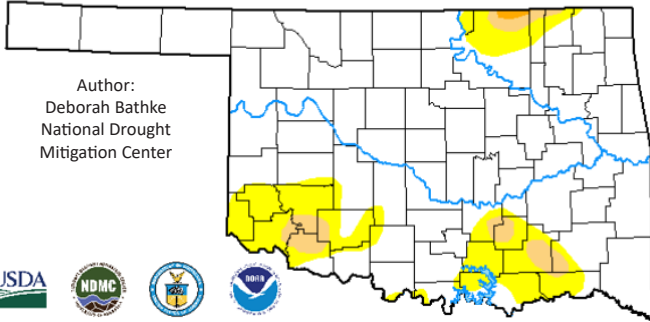 Author:
Deborah Bathke
National Drought
Mitigation Center
USDA
NDMC
NOAA